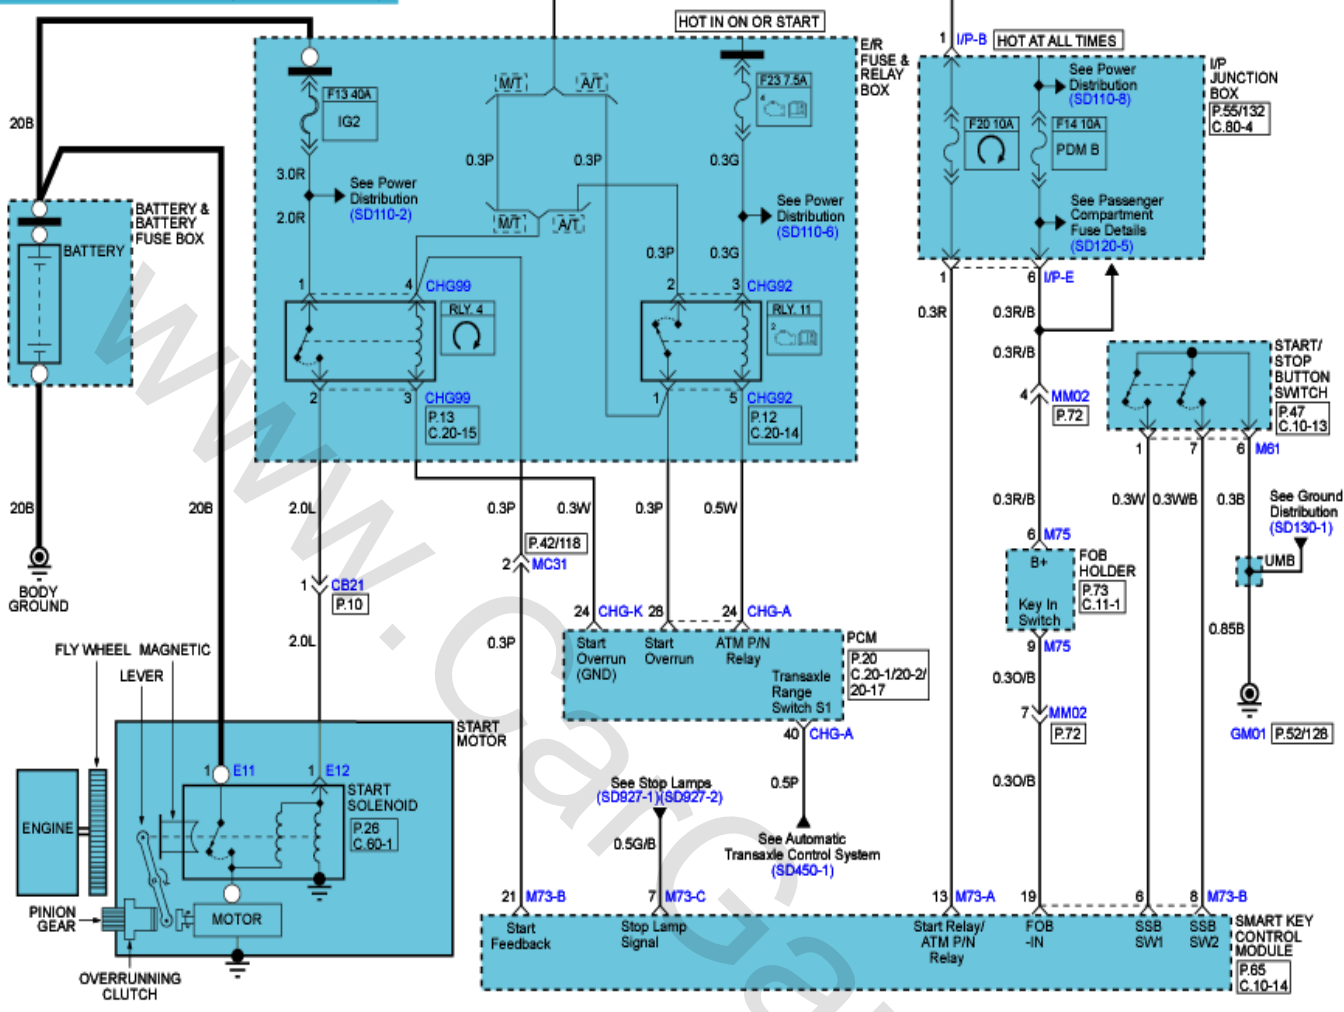 HOT IN ON OR START
1 I/P-B HOT AT ALL TIMES
E/R
FUSE &
RELAY
BOX
I/P
JUNCTION
BOX
P.55/132
C.80-4
F13 40A
IG2
M/T
A/T
F23 7.5A
4
See Power
Distribution
(SD110-8)
F20 10A
F14 10A
PDM B
20B
3.0R
0.3P
0.3P
0.3G
See Power
Distribution
(SD110-2)
2.0R
M/T
A/T
See Power
Distribution
(SD110-6)
See Passenger
Compartment
Fuse Details
(SD120-5)
BATTERY &
BATTERY
FUSE BOX
BATTERY
0.3P
0.3G
1
4 CHG99
2
3 CHG92
1
6 I/P-E
RLY. 4
RLY. 11
2
0.3R
0.3R/B
0.3R/B
START/
STOP
BUTTON
SWITCH
P.47
C.10-13
2
3 CHG99
P.13
C.20-15
1
5 CHG92
P.12
C.20-14
4 MM02
P.72
1
7
6 M61
20B
20B
2.0L
0.3P
0.3W
0.3P
0.5W
0.3R/B
0.3W
0.3W/B
0.3B
See Ground
Distribution
(SD130-1)
P.42/118
2 MC31
6 M75
B+
Key In
Switch
FOB
HOLDER
P.73
C.11-1
9 M75
UMB
BODY
GROUND
1 CB21
P.10
24 CHG-K
28
24 CHG-A
2.0L
0.3P
Start
Overrun
(GND)
Start
Overrun
ATM P/N
Relay
Transaxle
Range
Switch S1
PCM
P.20
C.20-1/20-2/
20-17
0.85B
0.3O/B
FLY WHEEL
MAGNETIC
LEVER
7 MM02
P.72
GM01 P.52/128
START
MOTOR
40 CHG-A
1 E11
1 E12
START
SOLENOID
P.26
C.60-1
See Stop Lamps
(SD927-1)(SD927-2)
0.5P
0.3O/B
ENGINE
0.5G/B
See Automatic
Transaxle Control System
(SD450-1)
PINION
GEAR
MOTOR
OVERRUNNING
CLUTCH
21 M73-B
7 M73-C
13 M73-A
19
6
8 M73-B
Start
Feedback
Stop Lamp
Signal
Start Relay/
ATM P/N
Relay
FOB
-IN
SSB
SW1
SSB
SW2
SMART KEY
CONTROL
MODULE
P.65
C.10-14